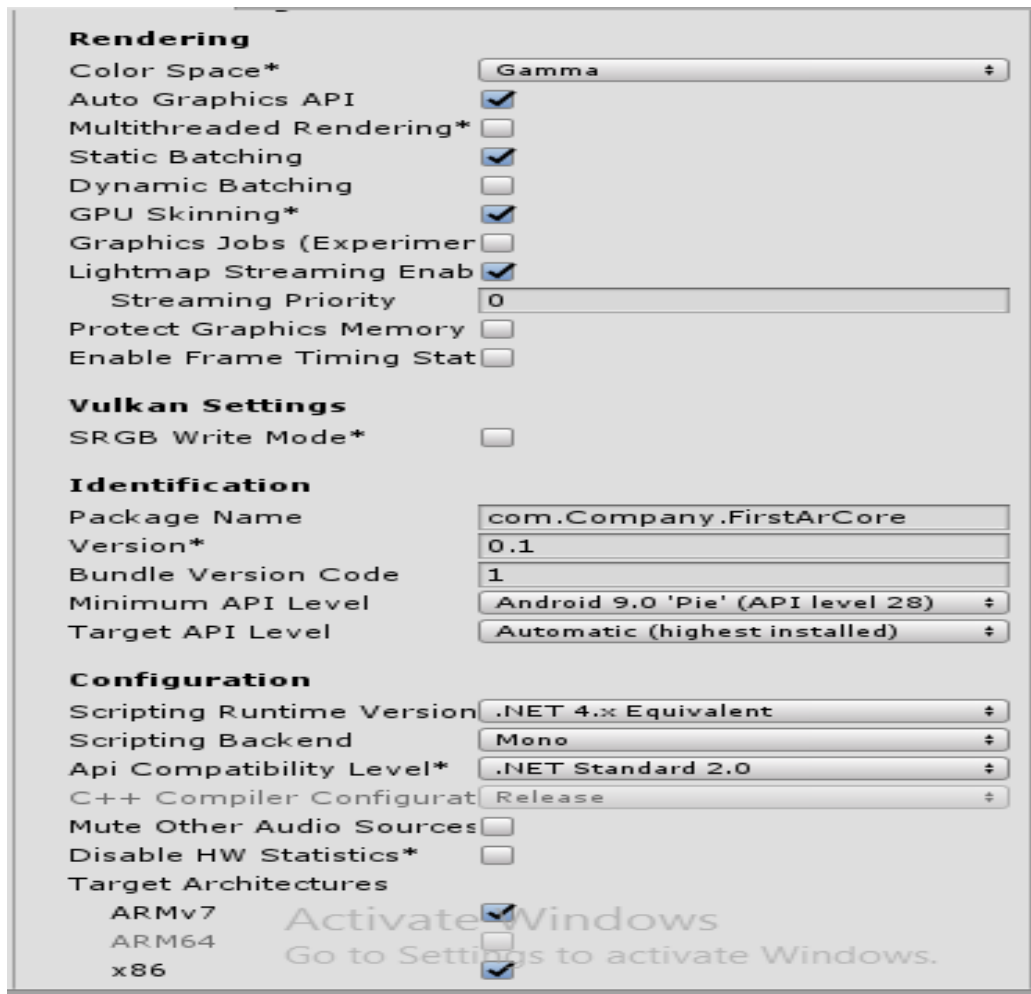 Rendering
Color Space* Gamma
Auto Graphics API
Multithreaded Rendering*
Static Batching
Dynamic Batching
GPU Skinning*
Graphics Jobs (Experimer
Lightmap Streaming Enab
Streaming Priority 0
Protect Graphics Memory
Enable Frame Timing Stat
Vulkan Settings
SRGB Write Mode*
Identification
Package Name com.Company.FirstArCore
Version* 0.1
Bundle Version Code 1
Minimum API Level Android 9.0 'Pie' (API level 28)
Target API Level Automatic (highest installed)
Configuration
Scripting Runtime Version .NET 4.x Equivalent
Scripting Backend Mono
Api Compatibility Level* .NET Standard 2.0
C++ Compiler Configurat Release
Mute Other Audio Sources
Disable HW Statistics*
Target Architectures
ARMv7
ARM64
x86
Activate Windows
Go to Settings to activate Windows.